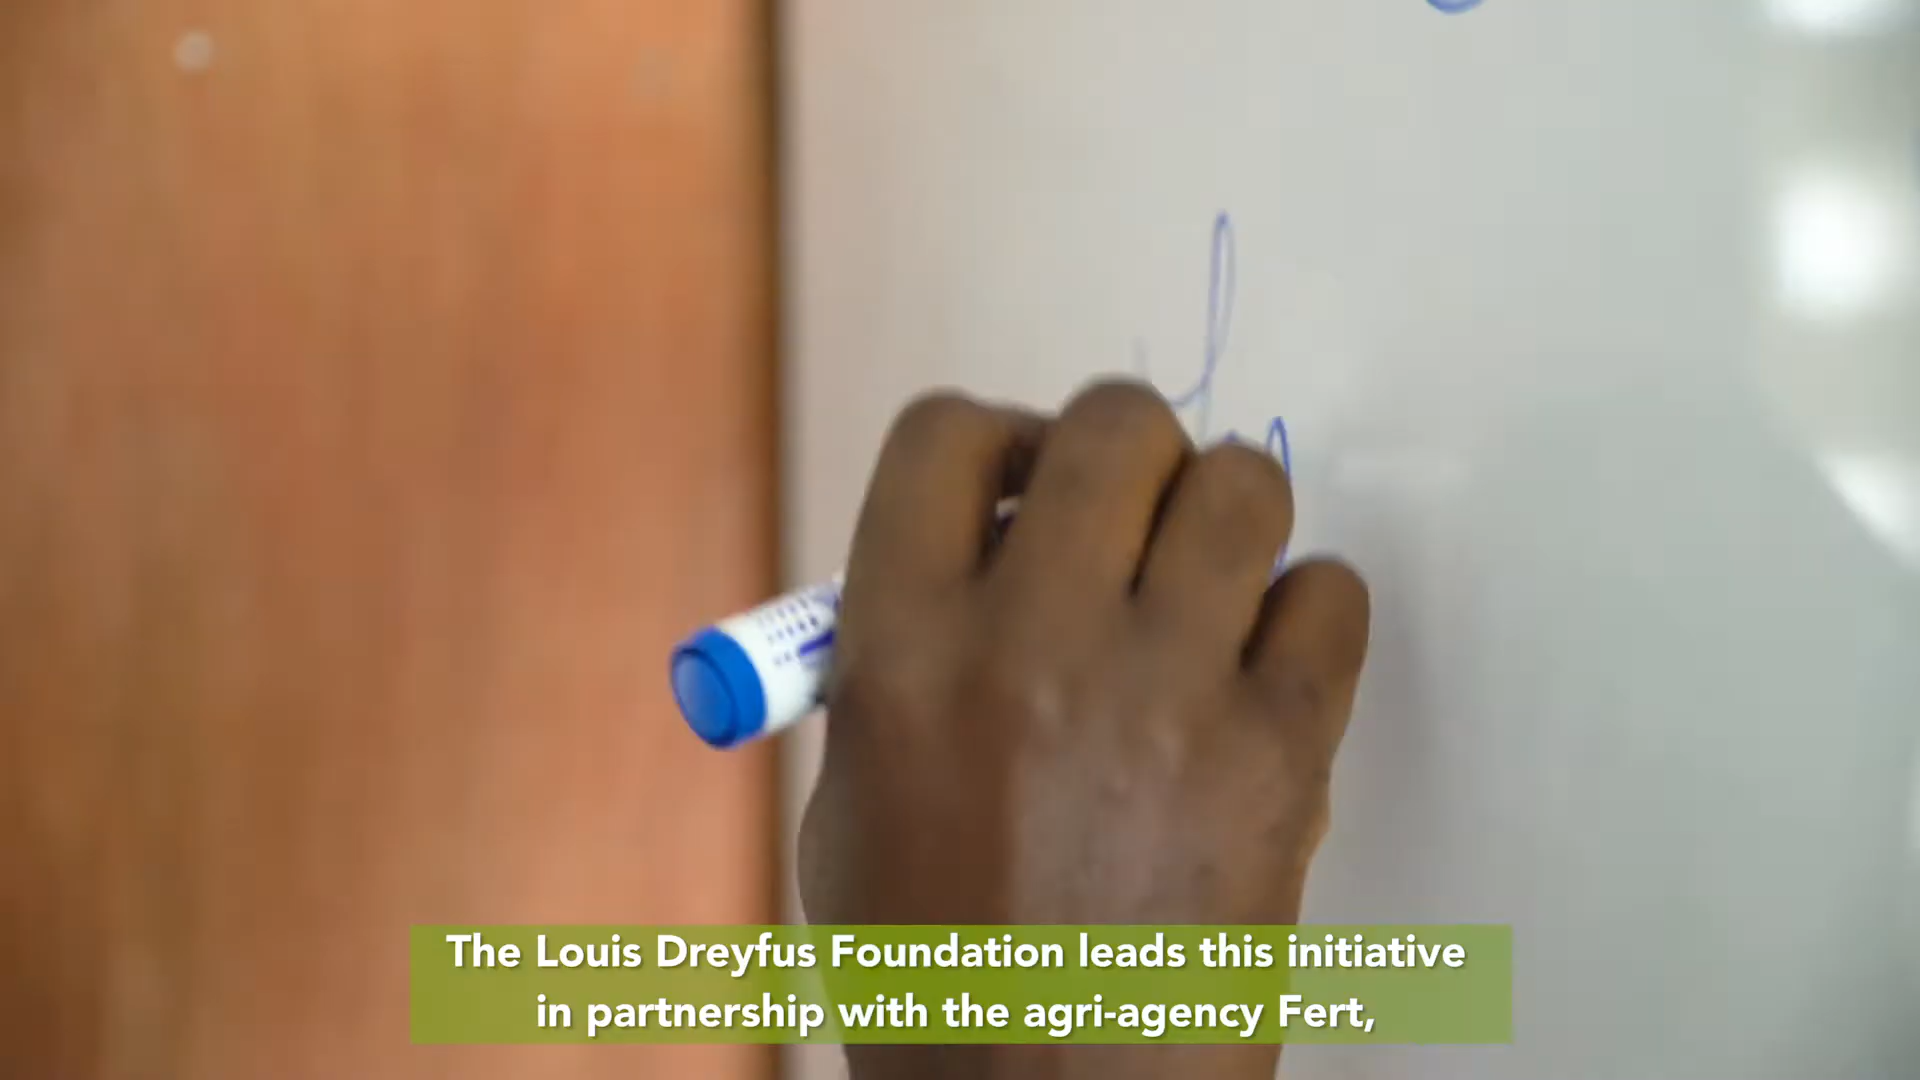 The Louis Dreyfus Foundation leads this initiative
in partnership with the agri-agency Fert,